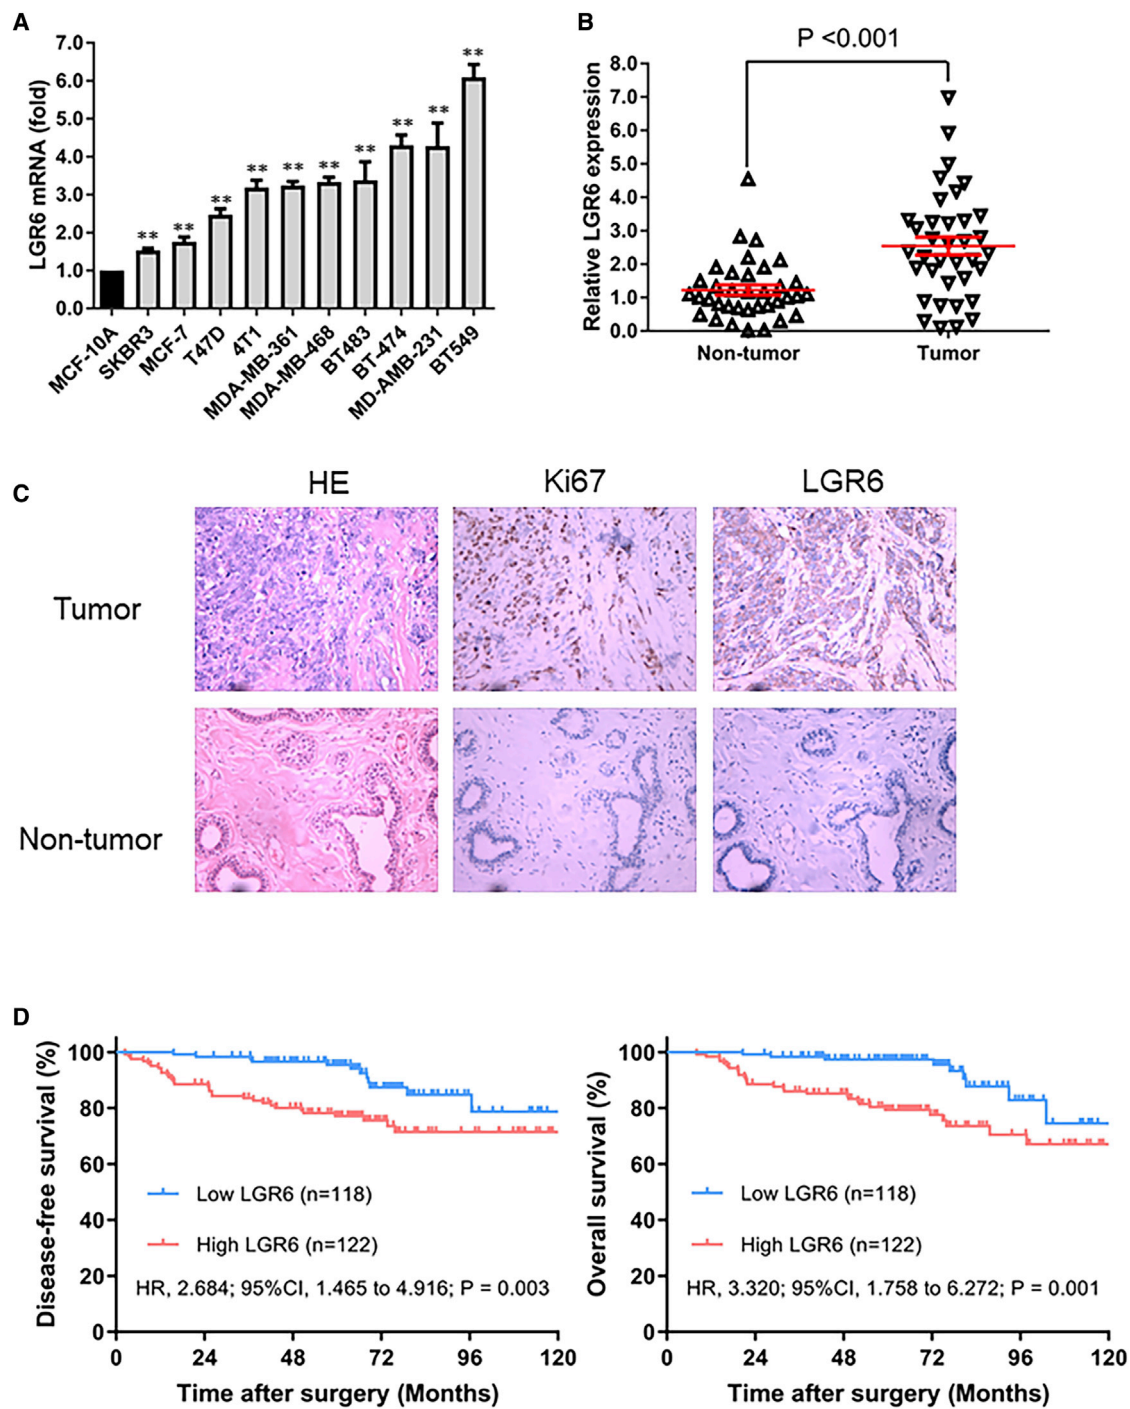 A
LGR6 mRNA (fold)
7.0
6.0
5.0
4.0
3.0
2.0
1.0
0.0
**
**
**
**
**
**
**
**
**
**
MCF-10A
SKBR3
MCF-7
T47D
4T1
MDA-MB-361
MDA-MB-468
BT483
BT-474
MD-AMB-231
BT549
B
P <0.001
Relative LGR6 expression
8.0
7.0
6.0
5.0
4.0
3.0
2.0
1.0
0.0
Non-tumor
Tumor
C
HE
Ki67
LGR6
Tumor
Non-tumor
D
Disease-free survival (%)
100
80
60
40
20
0
Low LGR6 (n=118)
High LGR6 (n=122)
HR, 2.684; 95%CI, 1.465 to 4.916; P = 0.003
0 24 48 72 96 120
Time after surgery (Months)
Overall survival (%)
100
80
60
40
20
0
Low LGR6 (n=118)
High LGR6 (n=122)
HR, 3.320; 95%CI, 1.758 to 6.272; P = 0.001
0 24 48 72 96 120
Time after surgery (Months)